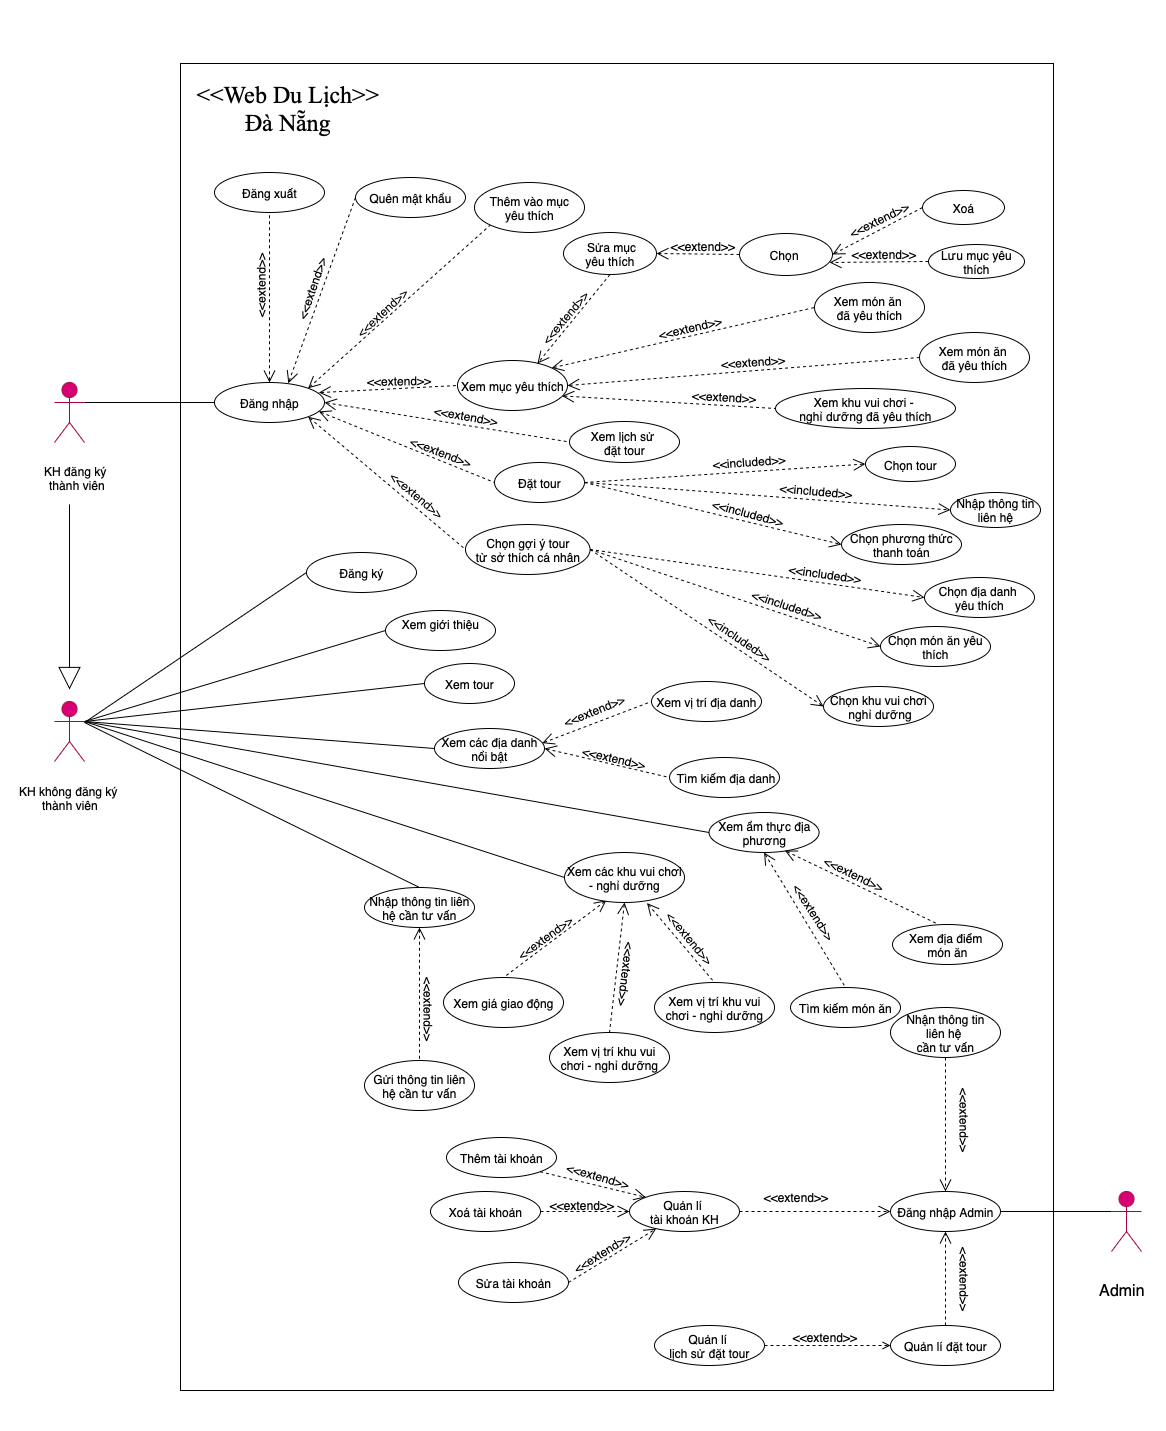 <<Web Du Lịch>>
Đà Nẵng
Đăng xuất
Quên mật khẩu
Thêm vào mục
yêu thích
Sửa mục
yêu thích
<<extend>>
Chọn
<<extend>>
Xoá
<<extend>>
Lưu mục yêu
thích
<<extend>>
<<extend>>
<<extend>>
<<extend>>
<<extend>>
Xem món ăn
đã yêu thích
<<extend>>
Xem món ăn
đã yêu thích
<<extend>>
Xem mục yêu thích
<<extend>>
<<extend>>
Xem khu vui chơi -
nghỉ dưỡng đã yêu thích
Đăng nhập
<<extend>>
Xem lịch sử
đặt tour
KH đăng ký
thành viên
<<extend>>
Đặt tour
<<included>>
Chọn tour
<<included>>
Nhập thông tin
liên hệ
<<included>>
Chọn phương thức
thanh toán
<<extend>>
Chọn gợi ý tour
từ sở thích cá nhân
<<included>>
Chọn địa danh
yêu thích
<<included>>
Chọn món ăn yêu
thích
<<included>>
Chọn khu vui chơi
nghỉ dưỡng
Đăng ký
Xem giới thiệu
Xem tour
KH không đăng ký
thành viên
Xem các địa danh
nổi bật
<<extend>>
Xem vị trí địa danh
<<extend>>
Tìm kiếm địa danh
Xem ẩm thực địa
phương
Xem các khu vui chơi
- nghỉ dưỡng
Nhập thông tin liên
hệ cần tư vấn
<<extend>>
<<extend>>
<<extend>>
<<extend>>
<<extend>>
<<extend>>
Xem địa điểm
món ăn
Xem giá giao động
Xem vị trí khu vui
chơi - nghỉ dưỡng
Tìm kiếm món ăn
Xem vị trí khu vui
chơi - nghỉ dưỡng
Nhận thông tin
liên hệ
cần tư vấn
Gửi thông tin liên
hệ cần tư vấn
<<extend>>
Thêm tài khoản
<<extend>>
Xoá tài khoản
<<extend>>
Quản lí
tài khoản KH
<<extend>>
Đăng nhập Admin
Sửa tài khoản
<<extend>>
<<extend>>
Admin
Quản lí
lịch sử đặt tour
<<extend>>
Quản lí đặt tour